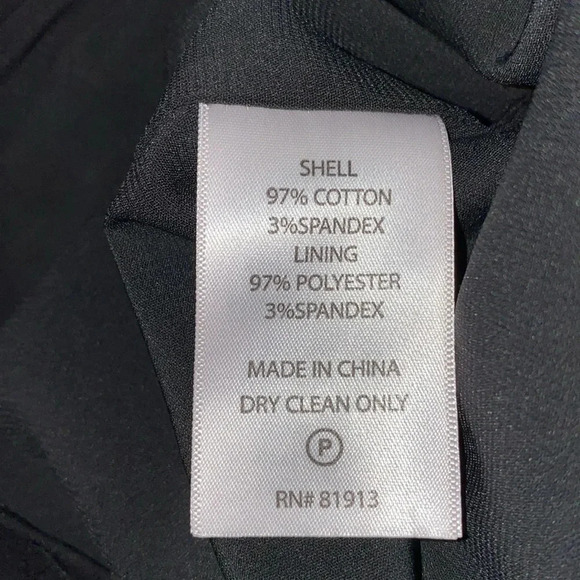 SHELL
97% COTTON
3%SPANDEX
LINING
97% POLYESTER
3%SPANDEX
MADE IN CHINA
DRY CLEAN ONLY
P
RN# 81913